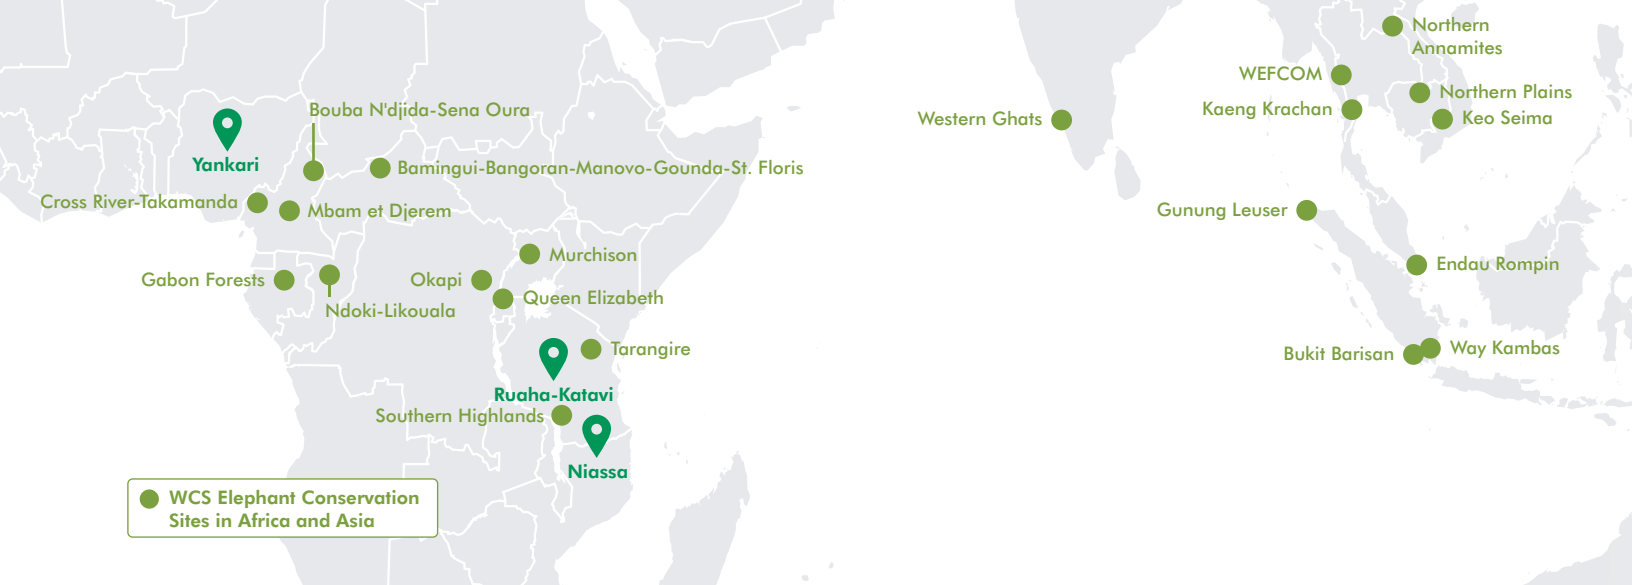 Bouba N'djida-Sena Oura
Yankari
Bamingui-Bangoran-Manovo-Gounda-St. Floris
Cross River-Takamanda
Mbam et Djerem
Murchison
Gabon Forests
Okapi
Queen Elizabeth
Ndoki-Likouala
Tarangire
Ruaha-Katavi
Southern Highlands
Niassa
WCS Elephant Conservation
Sites in Africa and Asia
Northern
Annamites
WEFCOM
Northern Plains
Kaeng Krachan
Keo Seima
Western Ghats
Gunung Leuser
Endau Rompin
Bukit Barisan
Way Kambas